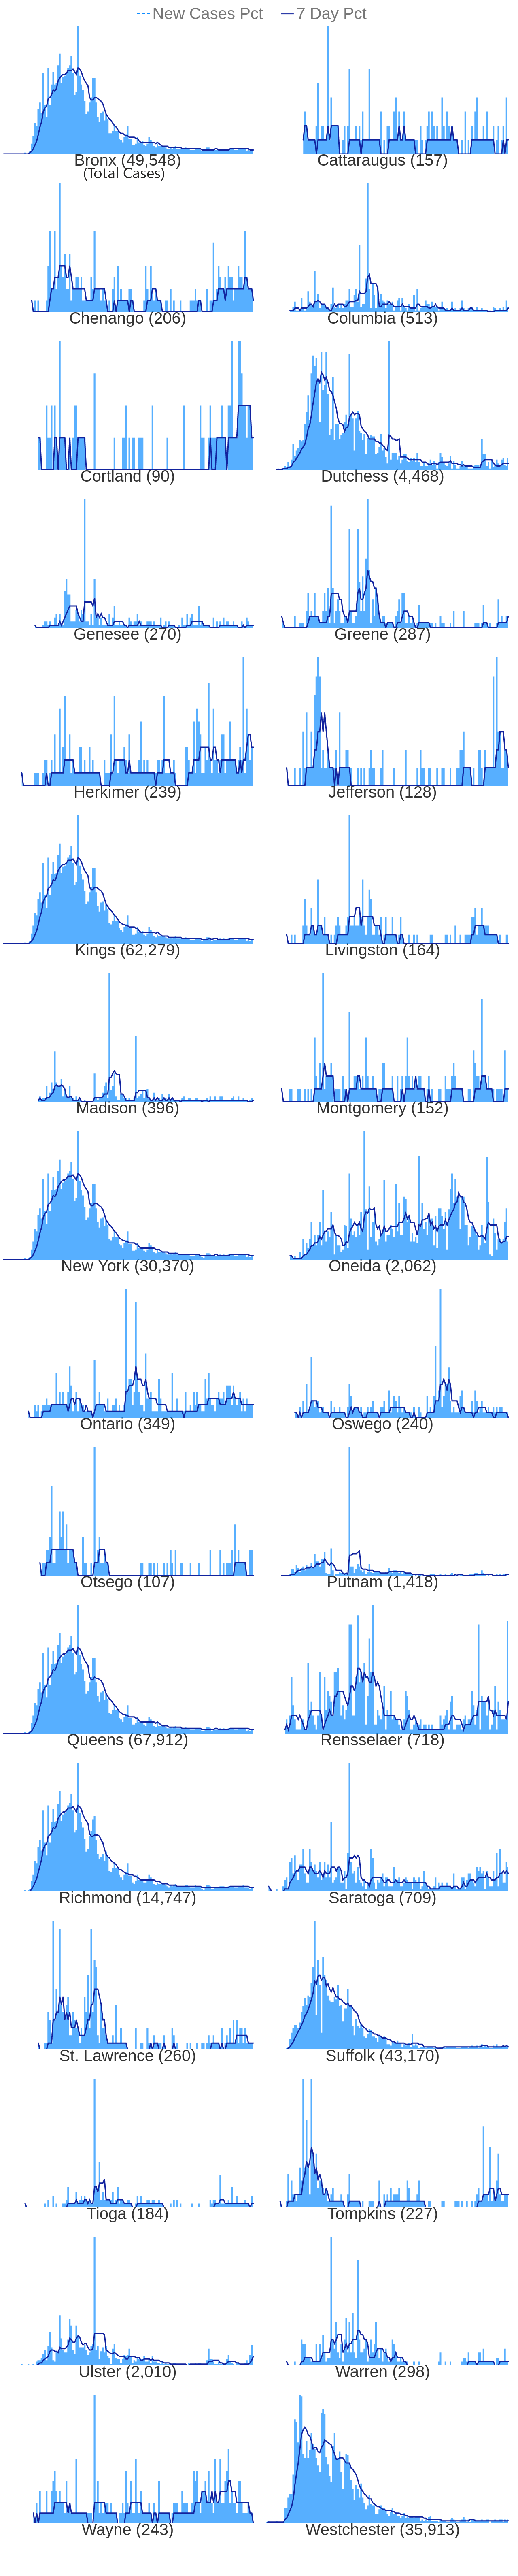 New Cases Pct 7 Day Pct
Bronx (49,548) Cattaraugus (157)
(Total Cases)
Chenango (206) Columbia (513)
Cortland (90) Dutchess (4,468)
Genesee (270) Greene (287)
Herkimer (239) Jefferson (128)
Kings (62,279) Livingston (164)
Madison (396) Montgomery (152)
New York (30,370) Oneida (2,062)
Ontario (349) Oswego (240)
Otsego (107) Putnam (1,418)
Queens (67,912) Rensselaer (718)
Richmond (14,747) Saratoga (709)
St. Lawrence (260) Suffolk (43,170)
Tioga (184) Tompkins (227)
Ulster (2,010) Warren (298)
Wayne (243) Westchester (35,913)